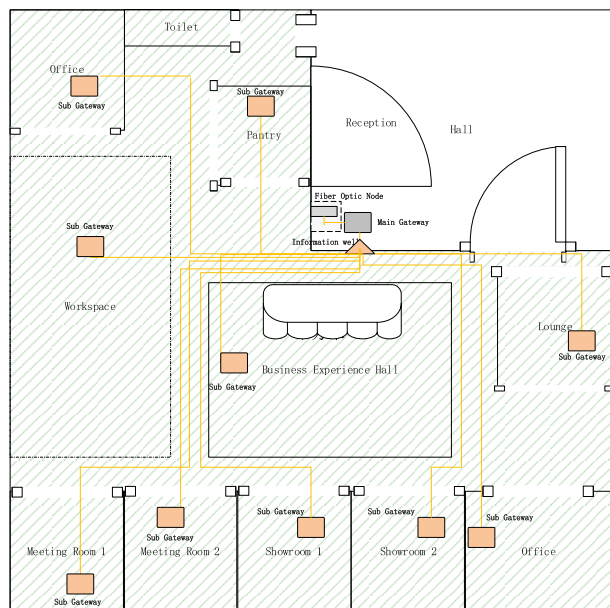 Toilet
Office
Sub Gateway
Sub Gateway
Pantry
Reception
Hall
Fiber Optic Node
Main Gateway
Information well
Sub Gateway
Workspace
Lounge
Sub Gateway
Business Experience Hall
Sub Gateway
Sub Gateway
Sub Gateway
Sub Gateway
Sub Gateway
Meeting Room 1
Meeting Room 2
Showroom 1
Showroom 2
Office
Sub Gateway